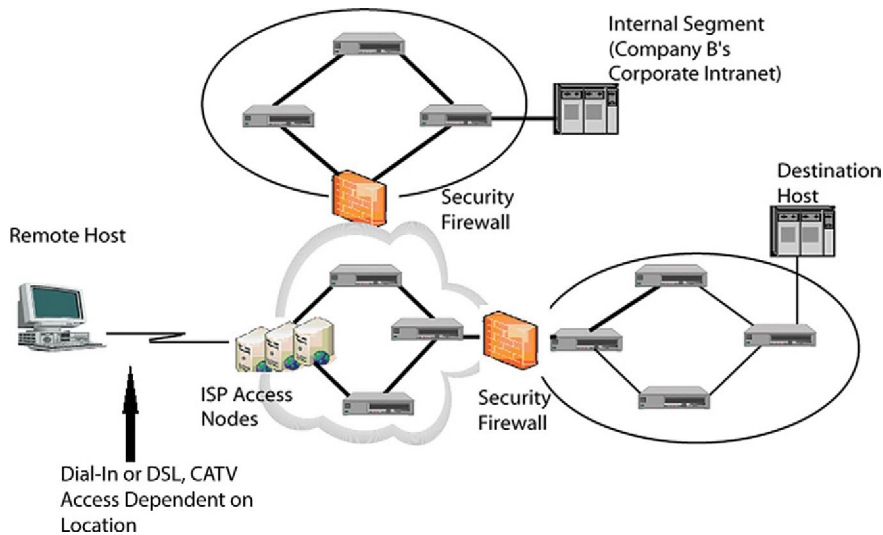 Internal Segment
(Company B's
Corporate Intranet)
Destination
Host
Security
Firewall
Remote Host
ISP Access
Nodes
Security
Firewall
Dial-In or DSL, CATV
Access Dependent on
Location